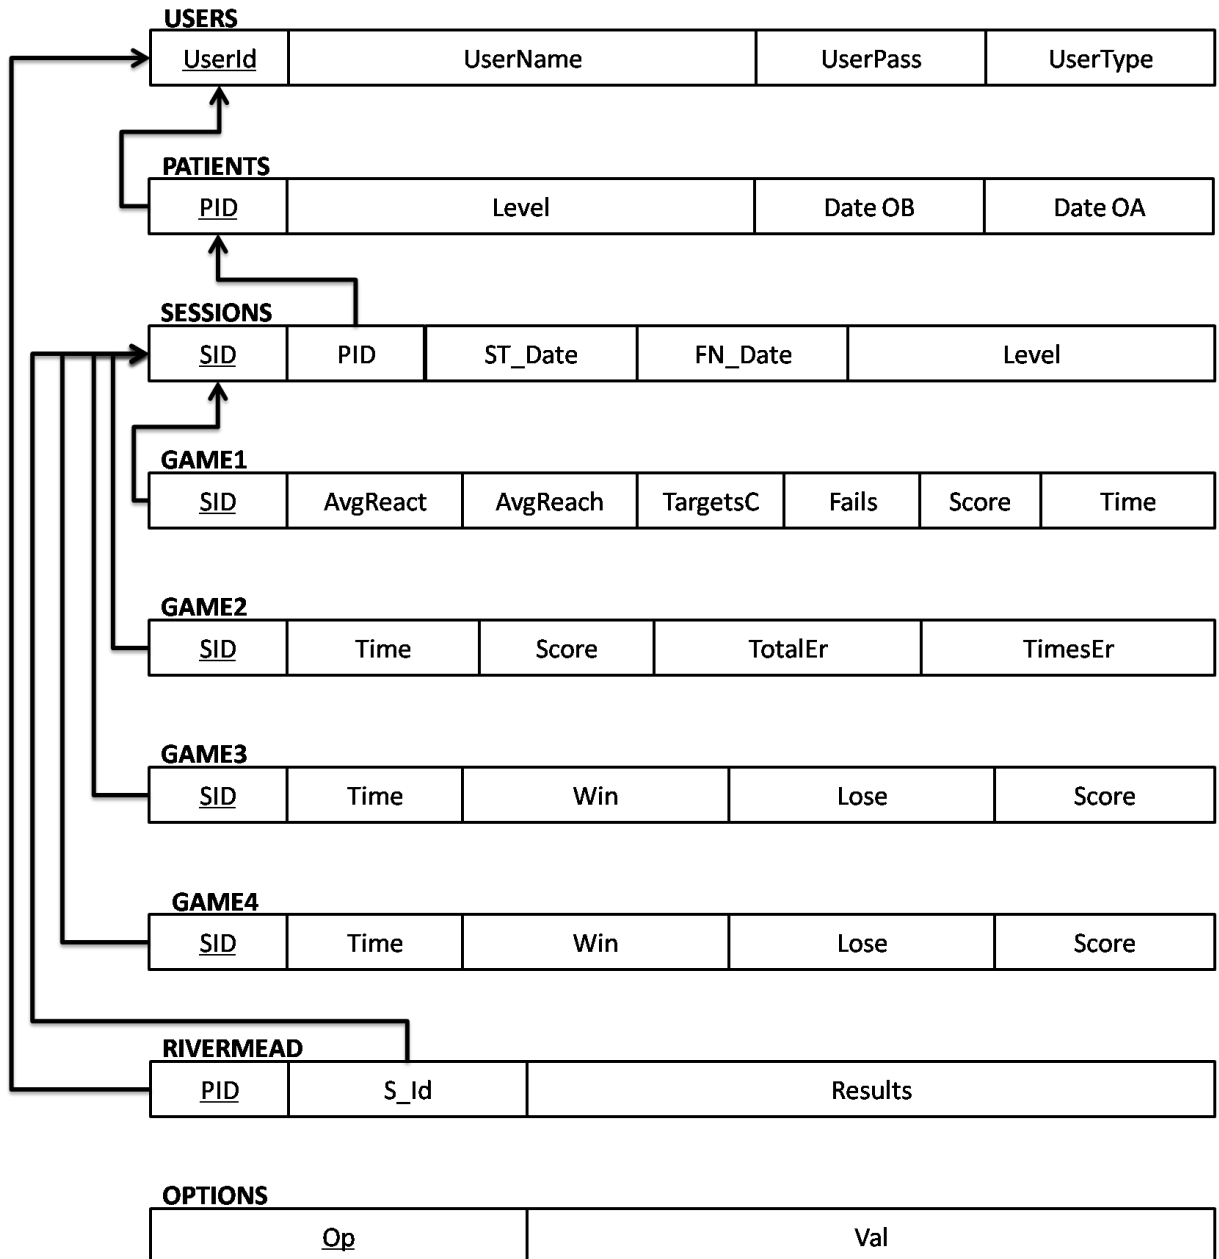 USERS
UserId UserName UserPass UserType
PATIENTS
PID Level Date OB Date OA
SESSIONS
SID PID ST_Date FN_Date Level
GAME1
SID AvgReact AvgReach TargetsC Fails Score Time
GAME2
SID Time Score TotalEr TimesEr
GAME3
SID Time Win Lose Score
GAME4
SID Time Win Lose Score
RIVERMEAD
PID S_Id Results
OPTIONS
Op Val